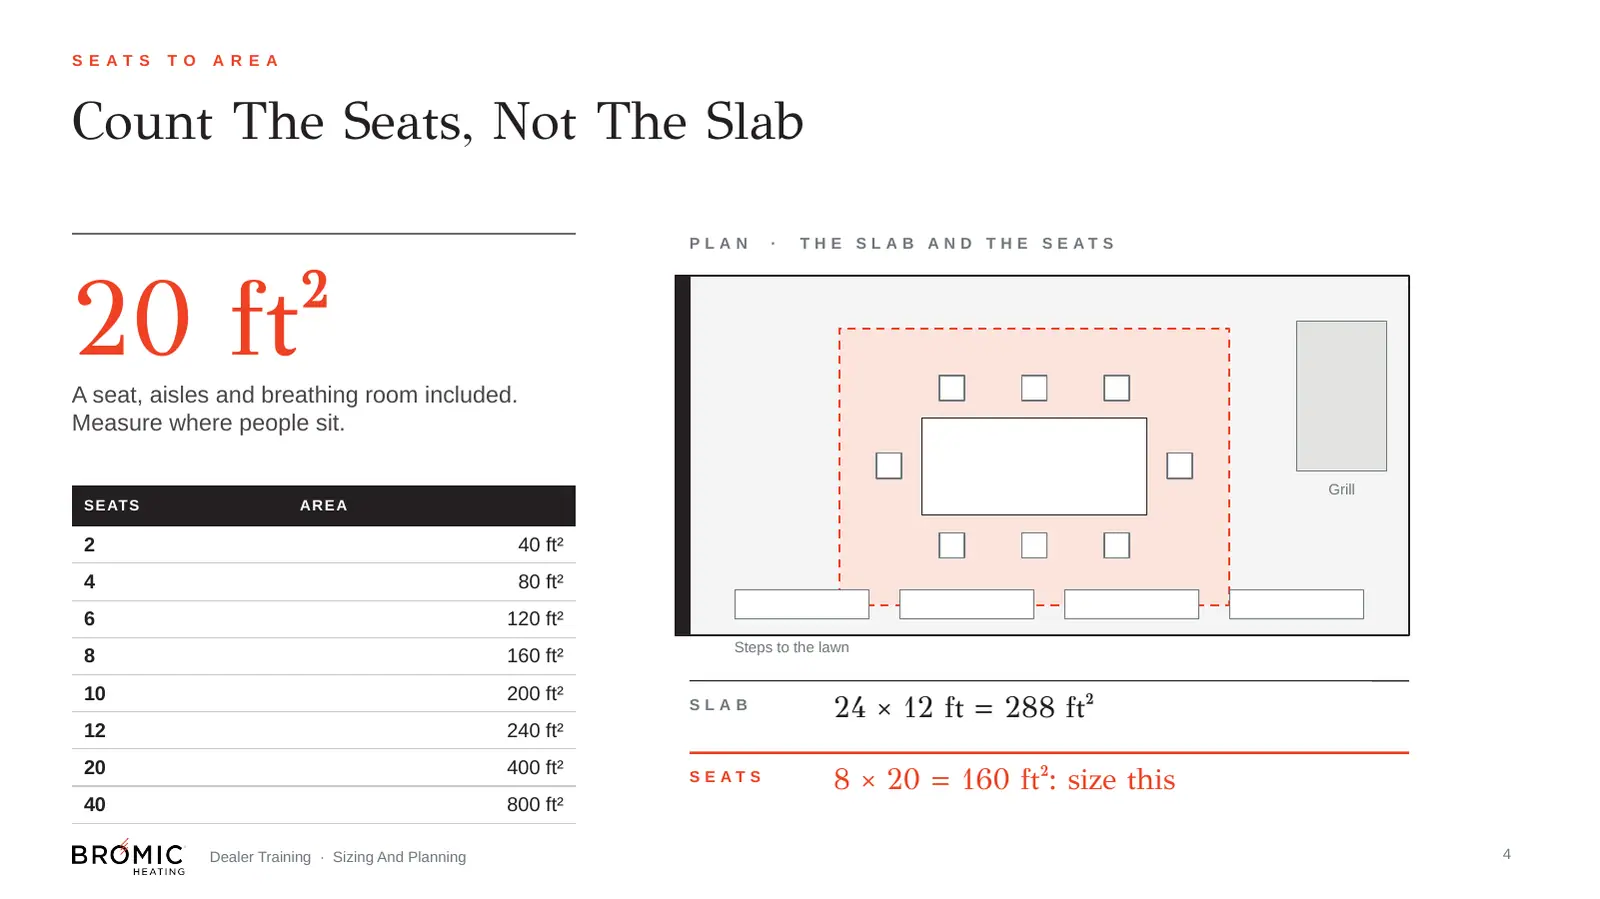 SEATS TO AREA
Count The Seats, Not The Slab
20 ft²
A seat, aisles and breathing room included.
Measure where people sit.
SEATS AREA
2 40 ft²
4 80 ft²
6 120 ft²
8 160 ft²
10 200 ft²
12 240 ft²
20 400 ft²
40 800 ft²
PLAN · THE SLAB AND THE SEATS
Grill
Steps to the lawn
SLAB 24 × 12 ft = 288 ft²
SEATS 8 × 20 = 160 ft²: size this
BROMIC
HEATING
Dealer Training · Sizing And Planning
4